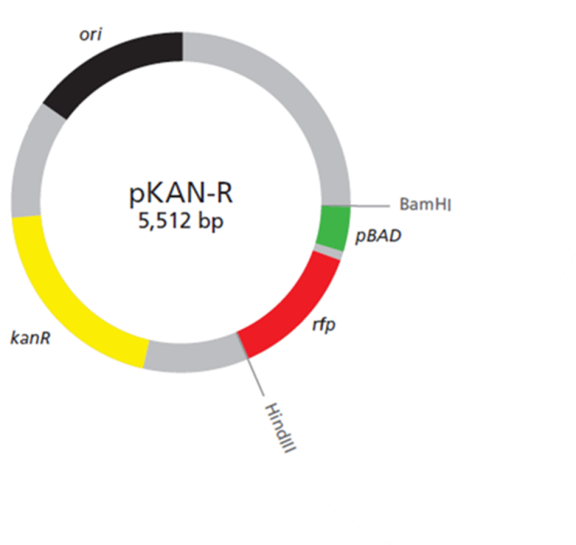 ori
pKAN-R
5,512 bp
BamHI
pBAD
rfp
kanR
HindIII